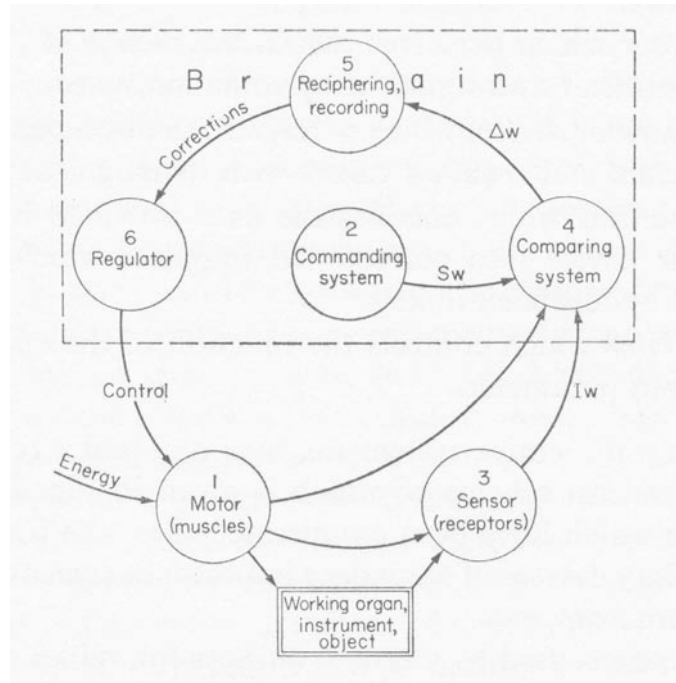 B r a i n
5
Reciphering,
recording
Corrections
Δw
6
Regulator
2
Commanding
system
Sw
4
Comparing
system
Control
Iw
Energy
1
Motor
(muscles)
3
Sensor
(receptors)
Working organ,
instrument,
object